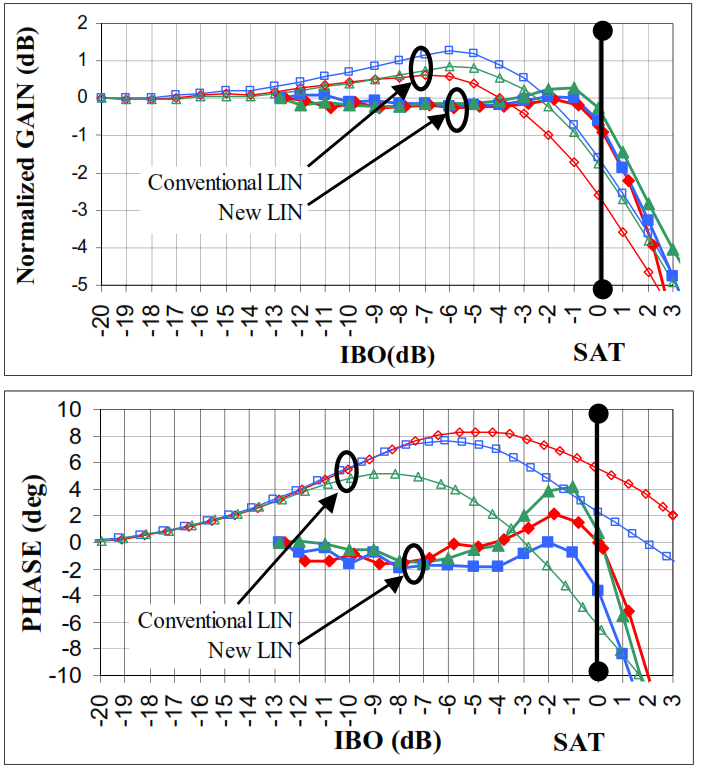 Normalized GAIN (dB)
2
1
0
-1
-2
-3
-4
-5
Conventional LIN
New LIN
-20 -19 -18 -17 -16 -15 -14 -13 -12 -11 -10 -9 -8 -7 -6 -5 -4 -3 -2 -1 0 1 2 3
IBO(dB) SAT
PHASE (deg)
10
8
6
4
2
0
-2
-4
-6
-8
-10
Conventional LIN
New LIN
-20 -19 -18 -17 -16 -15 -14 -13 -12 -11 -10 -9 -8 -7 -6 -5 -4 -3 -2 -1 0 1 2 3
IBO (dB) SAT